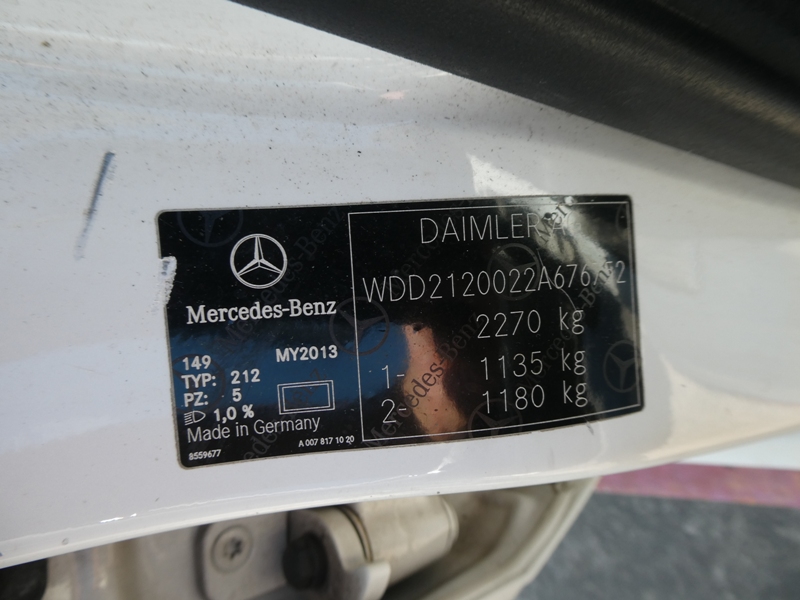 Mercedes-Benz
149 MY2013
TYP: 212
PZ: 5
1,0 %
Made in Germany
8559677
A 007 817 10 20
DAIMLER
2270 kg
1- 1135 kg
2- 1180 kg